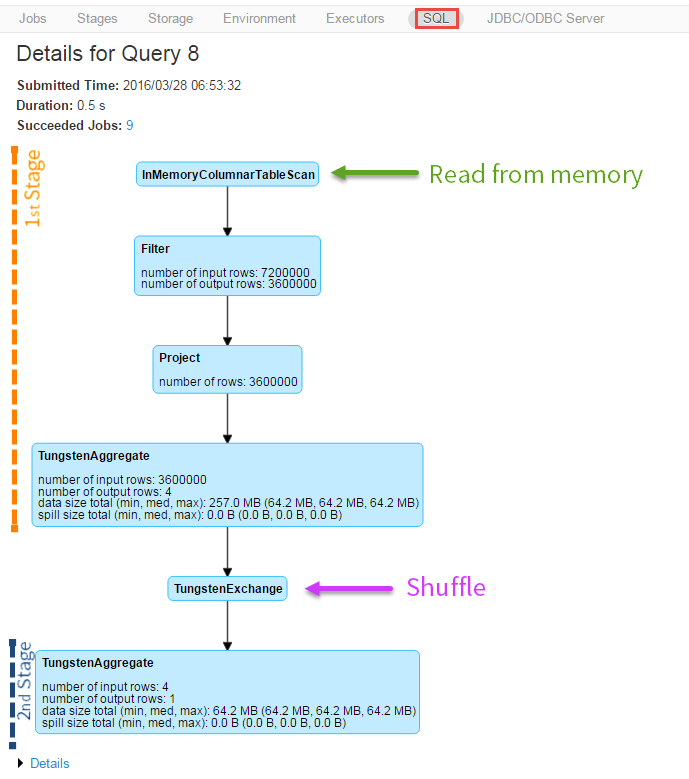 Jobs Stages Storage Environment Executors SQL JDBC/ODBC Server
Details for Query 8
Submitted Time: 2016/03/28 06:53:32
Duration: 0.5 s
Succeeded Jobs: 9
1st Stage
InMemoryColumnarTableScan
Read from memory
Filter
number of input rows: 7200000
number of output rows: 3600000
Project
number of rows: 3600000
TungstenAggregate
number of input rows: 3600000
number of output rows: 4
data size total (min, med, max): 257.0 MB (64.2 MB, 64.2 MB, 64.2 MB)
spill size total (min, med, max): 0.0 B (0.0 B, 0.0 B, 0.0 B)
TungstenExchange
Shuffle
2nd Stage
TungstenAggregate
number of input rows: 4
number of output rows: 1
data size total (min, med, max): 64.2 MB (64.2 MB, 64.2 MB, 64.2 MB)
spill size total (min, med, max): 0.0 B (0.0 B, 0.0 B, 0.0 B)
Details